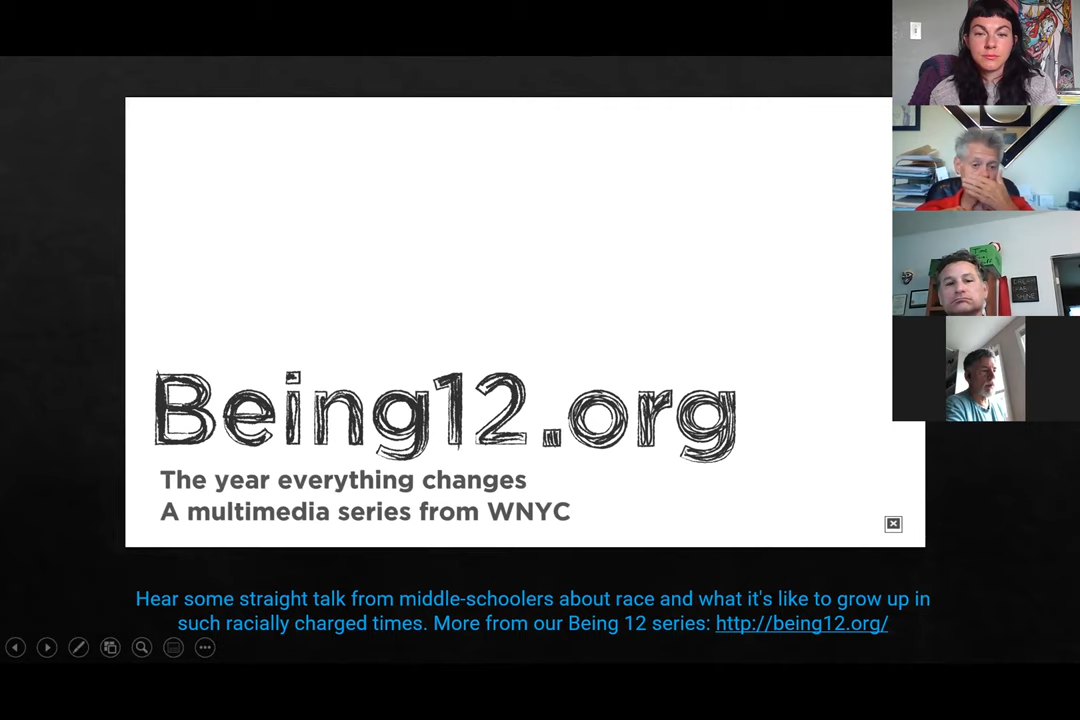 Being12.org
The year everything changes
A multimedia series from WNYC
Hear some straight talk from middle-schoolers about race and what it's like to grow up in
such racially charged times. More from our Being 12 series: http://being12.org/